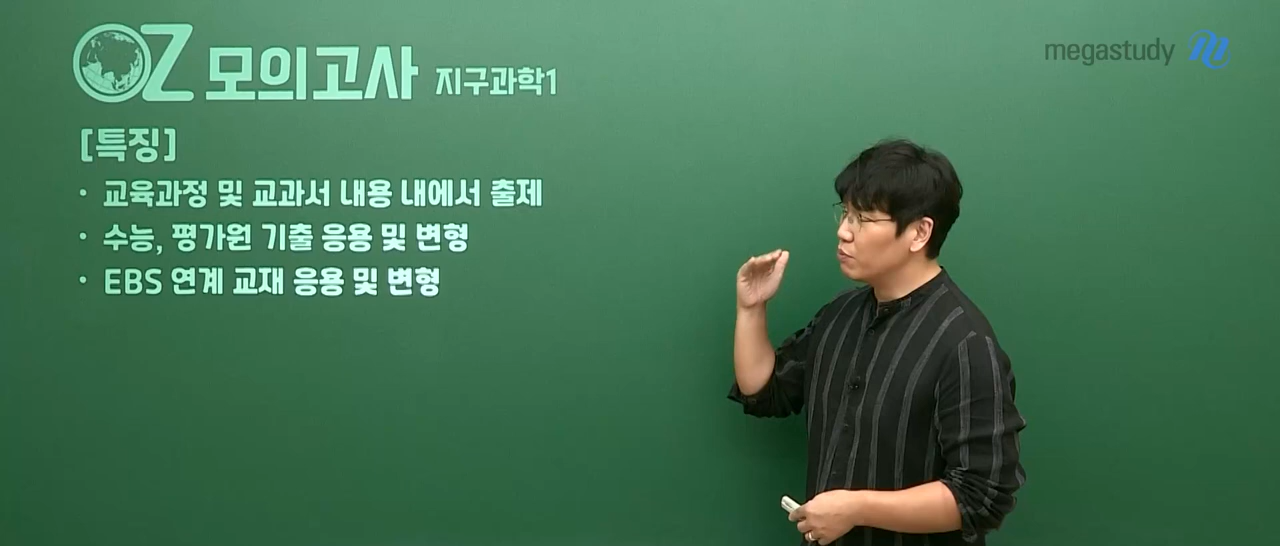 OZ 모의고사 지구과학1
megastudy
[특징]
• 교육과정 및 교과서 내용 내에서 출제
• 수능, 평가원 기출 응용 및 변형
• EBS 연계 교재 응용 및 변형